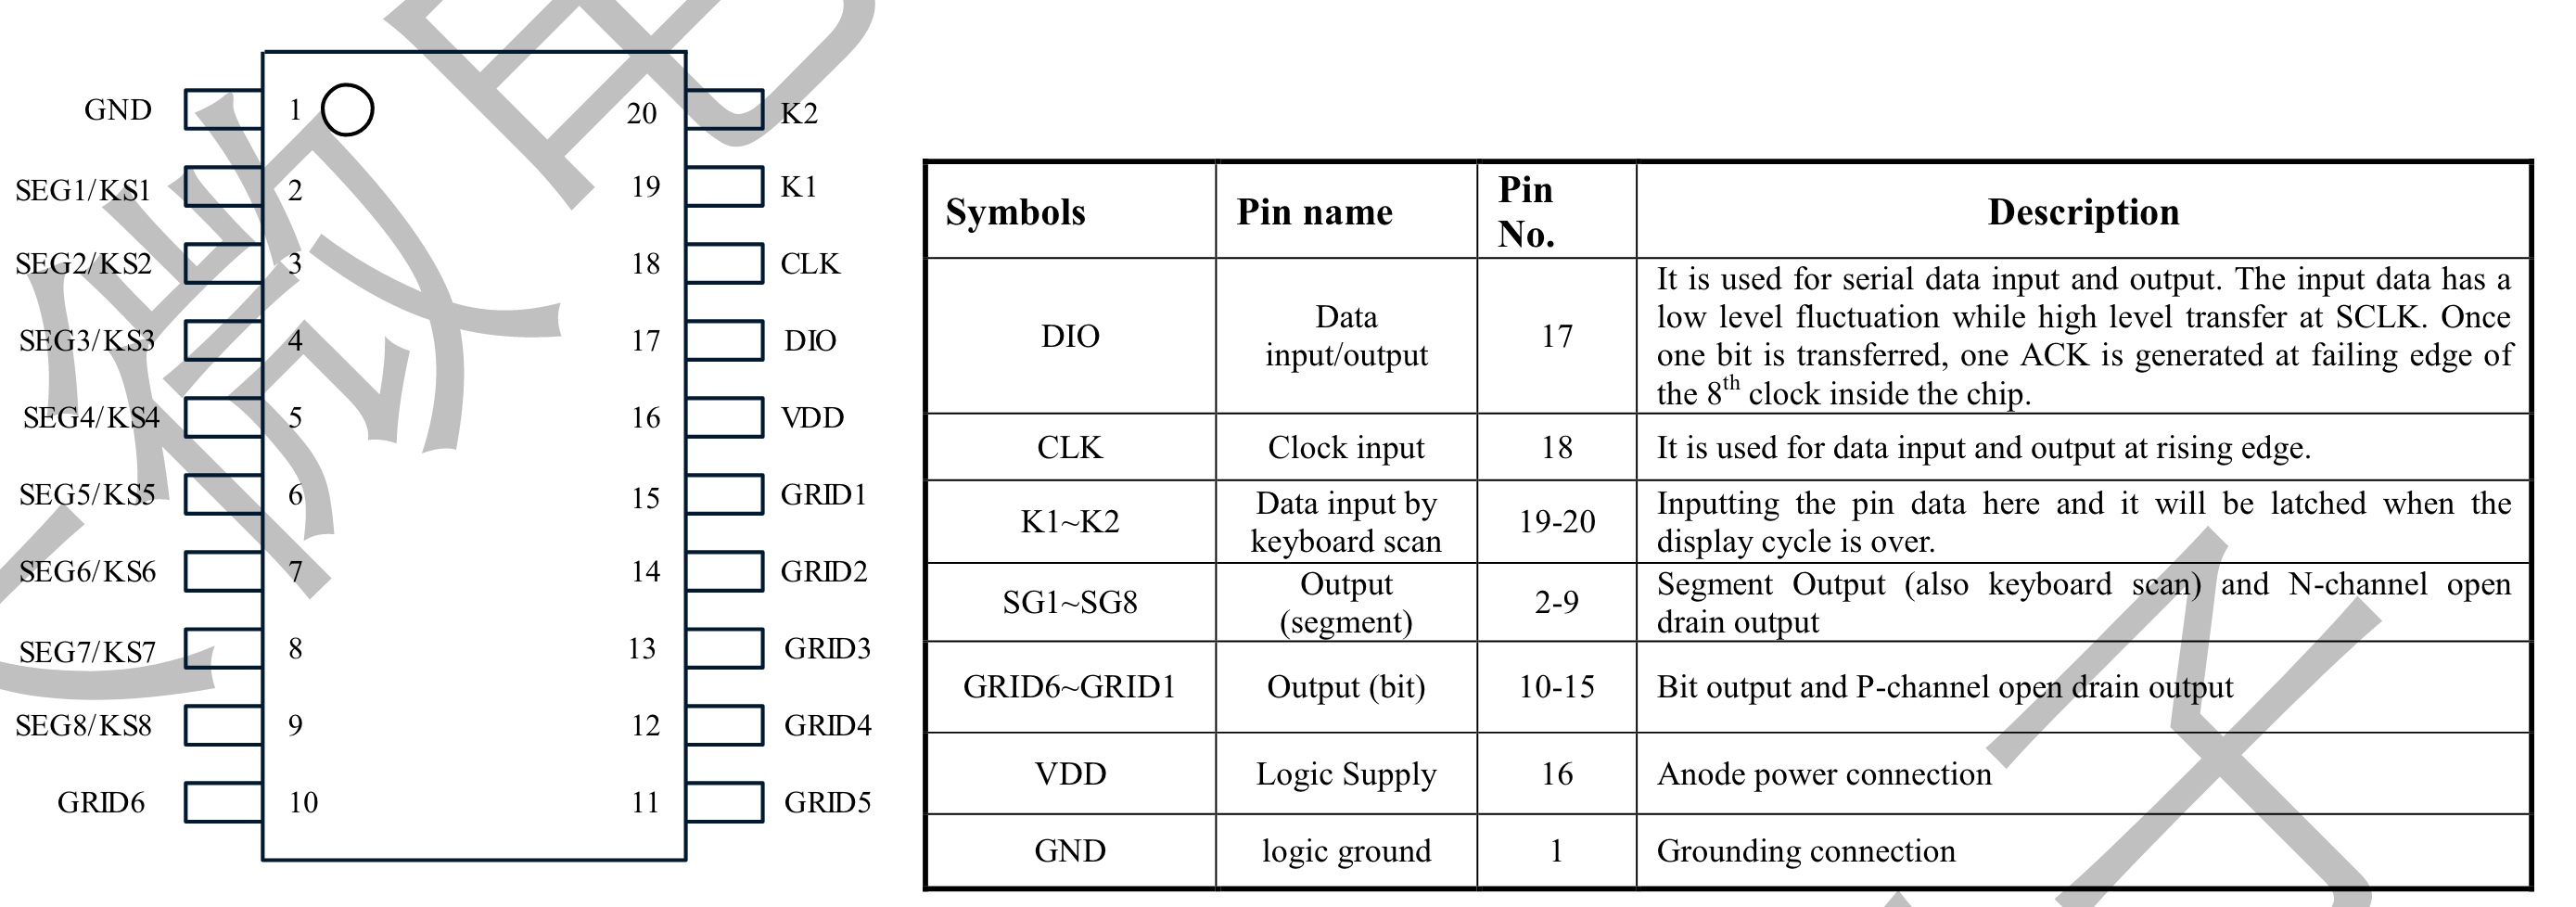 GND 1 20 K2
SEG1/KS1 2 19 K1
SEG2/KS2 3 18 CLK
SEG3/KS3 4 17 DIO
SEG4/KS4 5 16 VDD
SEG5/KS5 6 15 GRID1
SEG6/KS6 7 14 GRID2
SEG7/KS7 8 13 GRID3
SEG8/KS8 9 12 GRID4
GRID6 10 11 GRID5
Symbols Pin name Pin No. Description
DIO Data input/output 17 It is used for serial data input and output. The input data has a
low level fluctuation while high level transfer at SCLK. Once
one bit is transferred, one ACK is generated at failing edge of
the 8th clock inside the chip.
CLK Clock input 18 It is used for data input and output at rising edge.
K1~K2 Data input by keyboard scan 19-20 Inputting the pin data here and it will be latched when the
display cycle is over.
SG1~SG8 Output (segment) 2-9 Segment Output (also keyboard scan) and N-channel open
drain output
GRID6~GRID1 Output (bit) 10-15 Bit output and P-channel open drain output
VDD Logic Supply 16 Anode power connection
GND logic ground 1 Grounding connection
微电